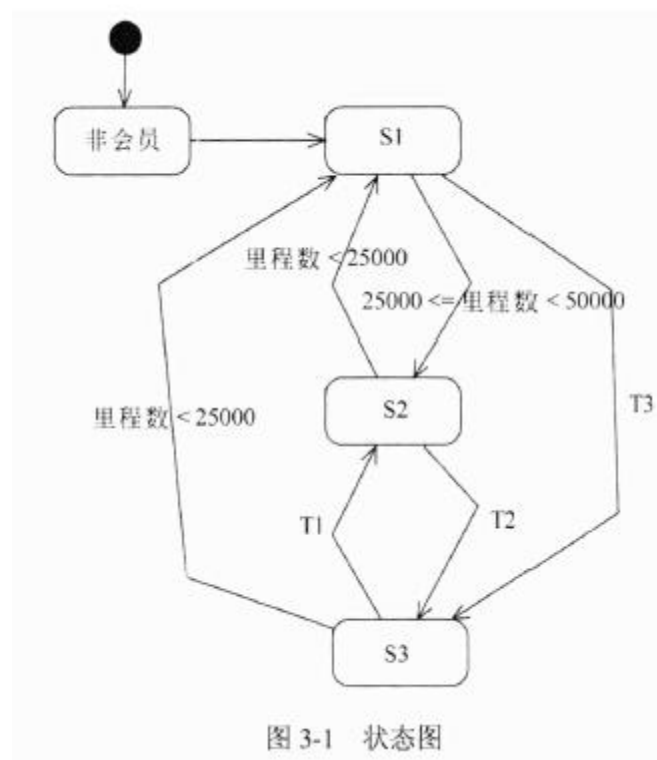 非会员
S1
里程数 < 25000
25000 <= 里程数 < 50000
S2
里程数 < 25000
T3
T1
T2
S3
图 3-1 状态图